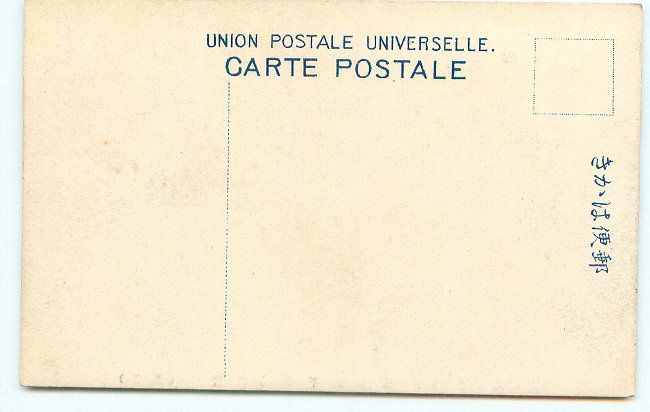 UNION POSTALE UNIVERSELLE.
CARTE POSTALE
郵便はかき